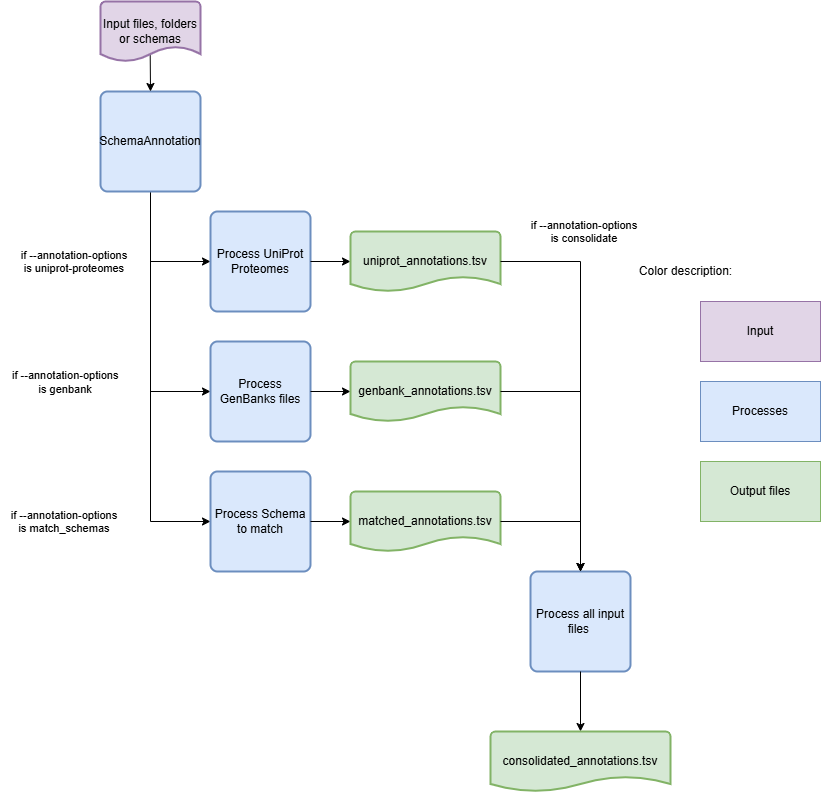 Input files, folders
or schemas
SchemaAnnotation
if --annotation-options
is uniprot-proteomes
Process UniProt
Proteomes
uniprot_annotations.tsv
if --annotation-options
is consolidate
Color description:
Input
if --annotation-options
is genbank
Process
GenBanks files
genbank_annotations.tsv
Processes
if --annotation-options
is match_schemas
Process Schema
to match
matched_annotations.tsv
Output files
Process all input
files
consolidated_annotations.tsv